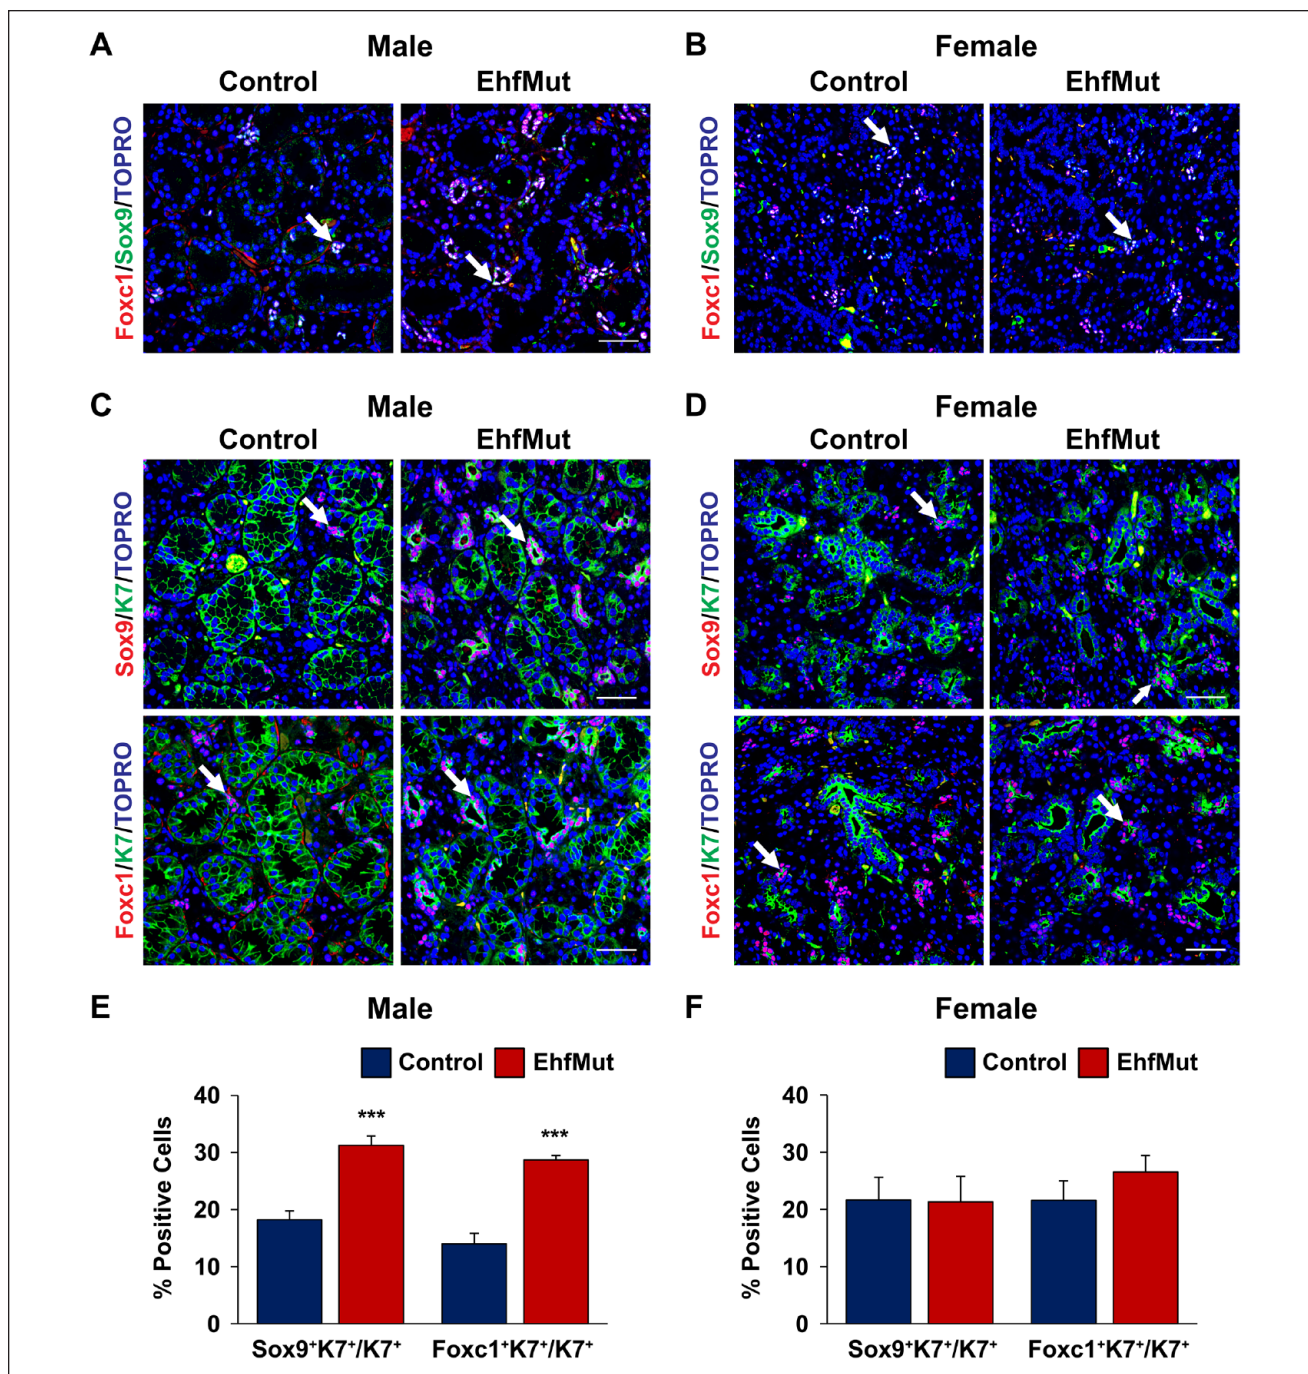 A Male
Control EhfMut
Foxc1/Sox9/TOPRO
B Female
Control EhfMut
Foxc1/Sox9/TOPRO
C Male
Control EhfMut
Sox9/K7/TOPRO
Foxc1/K7/TOPRO
D Female
Control EhfMut
Sox9/K7/TOPRO
Foxc1/K7/TOPRO
E Male
Control EhfMut
% Positive Cells
40
30
20
10
0
***
***
Sox9⁺K7⁺/K7⁺ Foxc1⁺K7⁺/K7⁺
F Female
Control EhfMut
% Positive Cells
40
30
20
10
0
Sox9⁺K7⁺/K7⁺ Foxc1⁺K7⁺/K7⁺